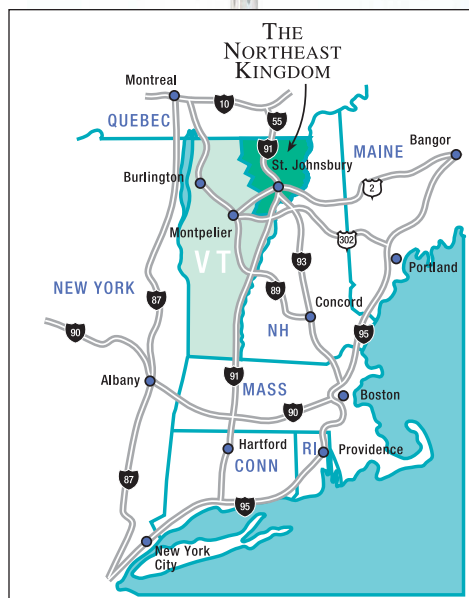 THE
NORTHEAST
KINGDOM
Montreal
10
QUEBEC
55
91
St. Johnsbury
MAINE
Bangor
Burlington
2
Montpelier
302
VT
93
Portland
NEW YORK
89
87
Concord
90
NH
95
91
MASS
Albany
Boston
90
Hartford
RI
Providence
CONN
87
95
New York
City